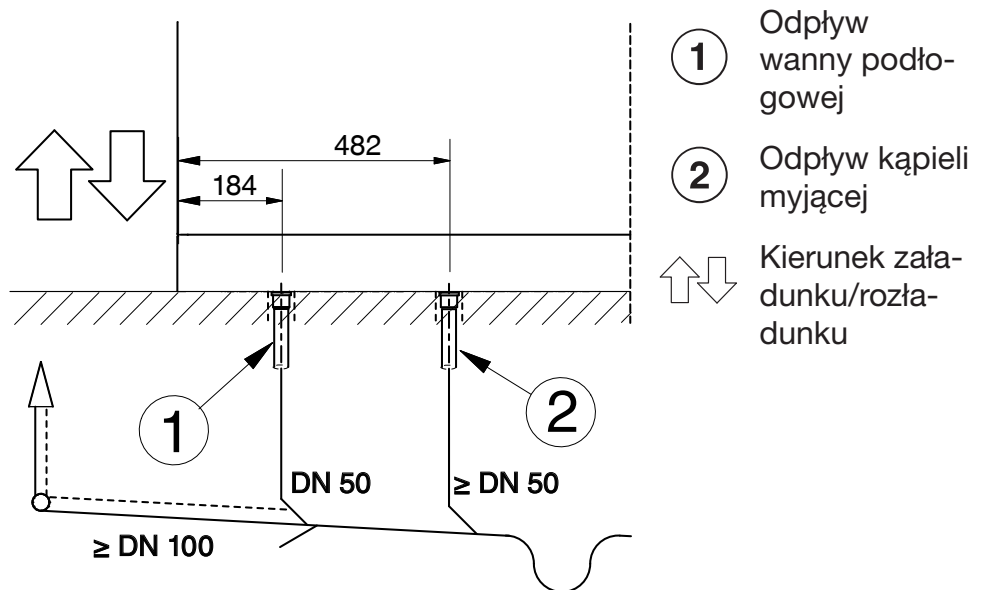 482
184
1
2
DN 50
≥ DN 50
≥ DN 100
1
Odpływ
wanny podło-
gowej
2
Odpływ kąpieli
myjącej
Kierunek zała-
dunku/rozła-
dunku